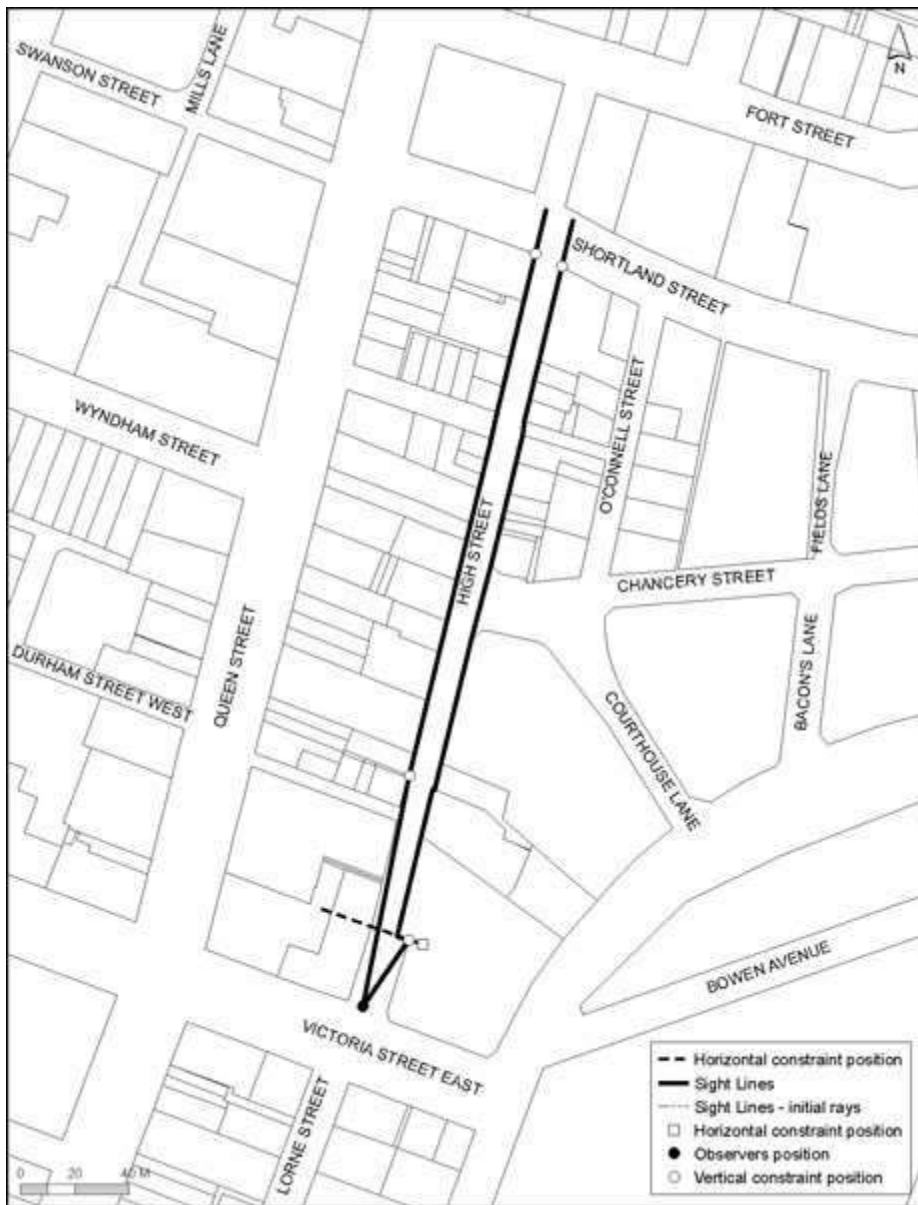 SWANSON STREET
MILLS LANE
N
FORT STREET
SHORTLAND STREET
WYNDHAM STREET
O'CONNELL STREET
FIELDS LANE
HIGH STREET
CHANCERY STREET
QUEEN STREET
DURHAM STREET WEST
COURTHOUSE LANE
BACON'S LANE
BOWEN AVENUE
VICTORIA STREET EAST
LORNE STREET
0 20 40 M
Horizontal constraint position
Sight Lines
Sight Lines - initial rays
Horizontal constraint position
Observers position
Vertical constraint position